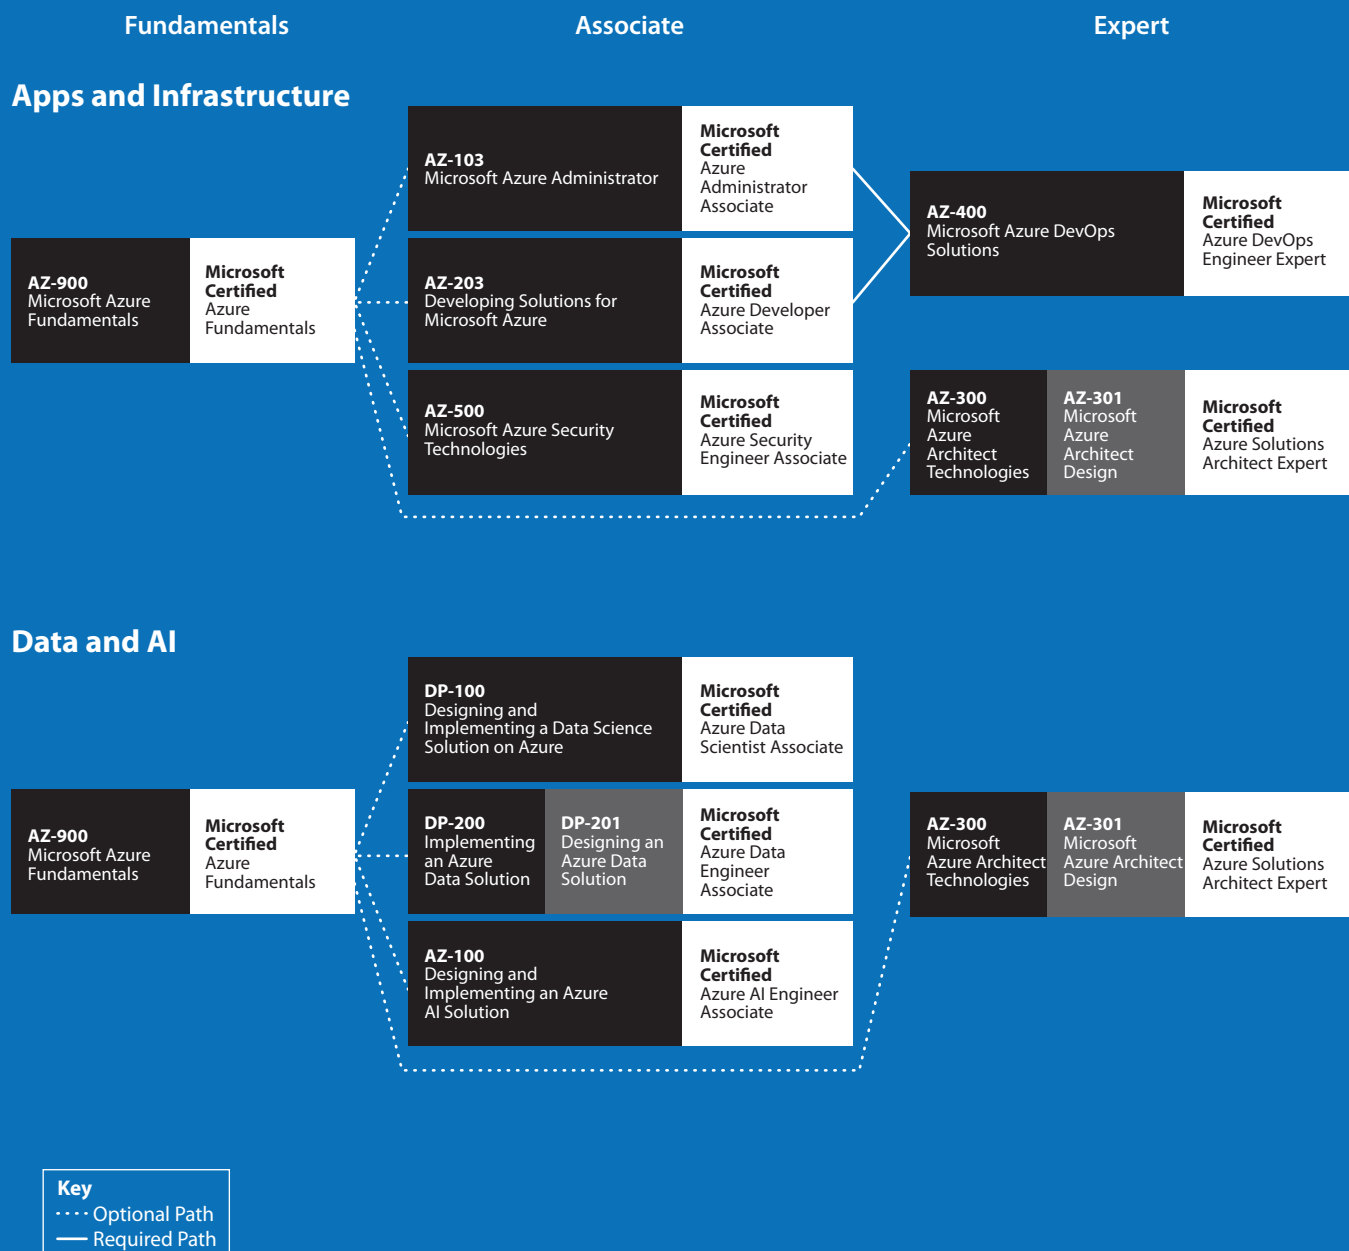 Fundamentals
Associate
Expert
Apps and Infrastructure
AZ-900
Microsoft Azure
Fundamentals
Microsoft
Certified
Azure
Fundamentals
AZ-103
Microsoft Azure Administrator
Microsoft
Certified
Azure
Administrator
Associate
AZ-203
Developing Solutions for
Microsoft Azure
Microsoft
Certified
Azure Developer
Associate
AZ-500
Microsoft Azure Security
Technologies
Microsoft
Certified
Azure Security
Engineer Associate
AZ-400
Microsoft Azure DevOps
Solutions
Microsoft
Certified
Azure DevOps
Engineer Expert
AZ-300
Microsoft
Azure
Architect
Technologies
AZ-301
Microsoft
Azure
Architect
Design
Microsoft
Certified
Azure Solutions
Architect Expert
Data and AI
AZ-900
Microsoft Azure
Fundamentals
Microsoft
Certified
Azure
Fundamentals
DP-100
Designing and
Implementing a Data Science
Solution on Azure
Microsoft
Certified
Azure Data
Scientist Associate
DP-200
Implementing
an Azure
Data Solution
DP-201
Designing an
Azure Data
Solution
Microsoft
Certified
Azure Data
Engineer
Associate
AZ-100
Designing and
Implementing an Azure
AI Solution
Microsoft
Certified
Azure AI Engineer
Associate
AZ-300
Microsoft
Azure Architect
Technologies
AZ-301
Microsoft
Azure Architect
Design
Microsoft
Certified
Azure Solutions
Architect Expert
Key
Optional Path
Required Path